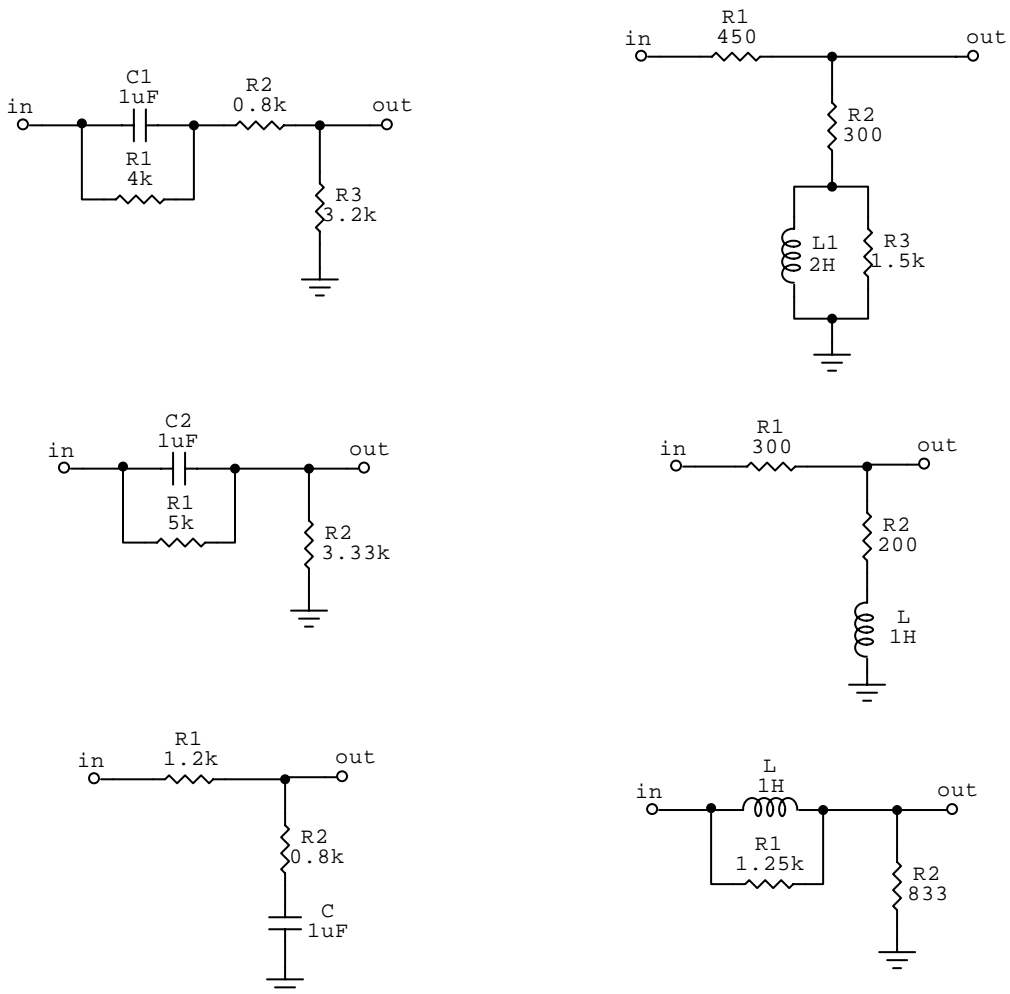 in
C1
1uF
R1
4k
R2
0.8k
out
R3
3.2k
in
R1
450
out
R2
300
L1
2H
R3
1.5k
in
C2
1uF
R1
5k
out
R2
3.33k
in
R1
300
out
R2
200
L
1H
in
R1
1.2k
out
R2
0.8k
C
1uF
in
L
1H
R1
1.25k
out
R2
833